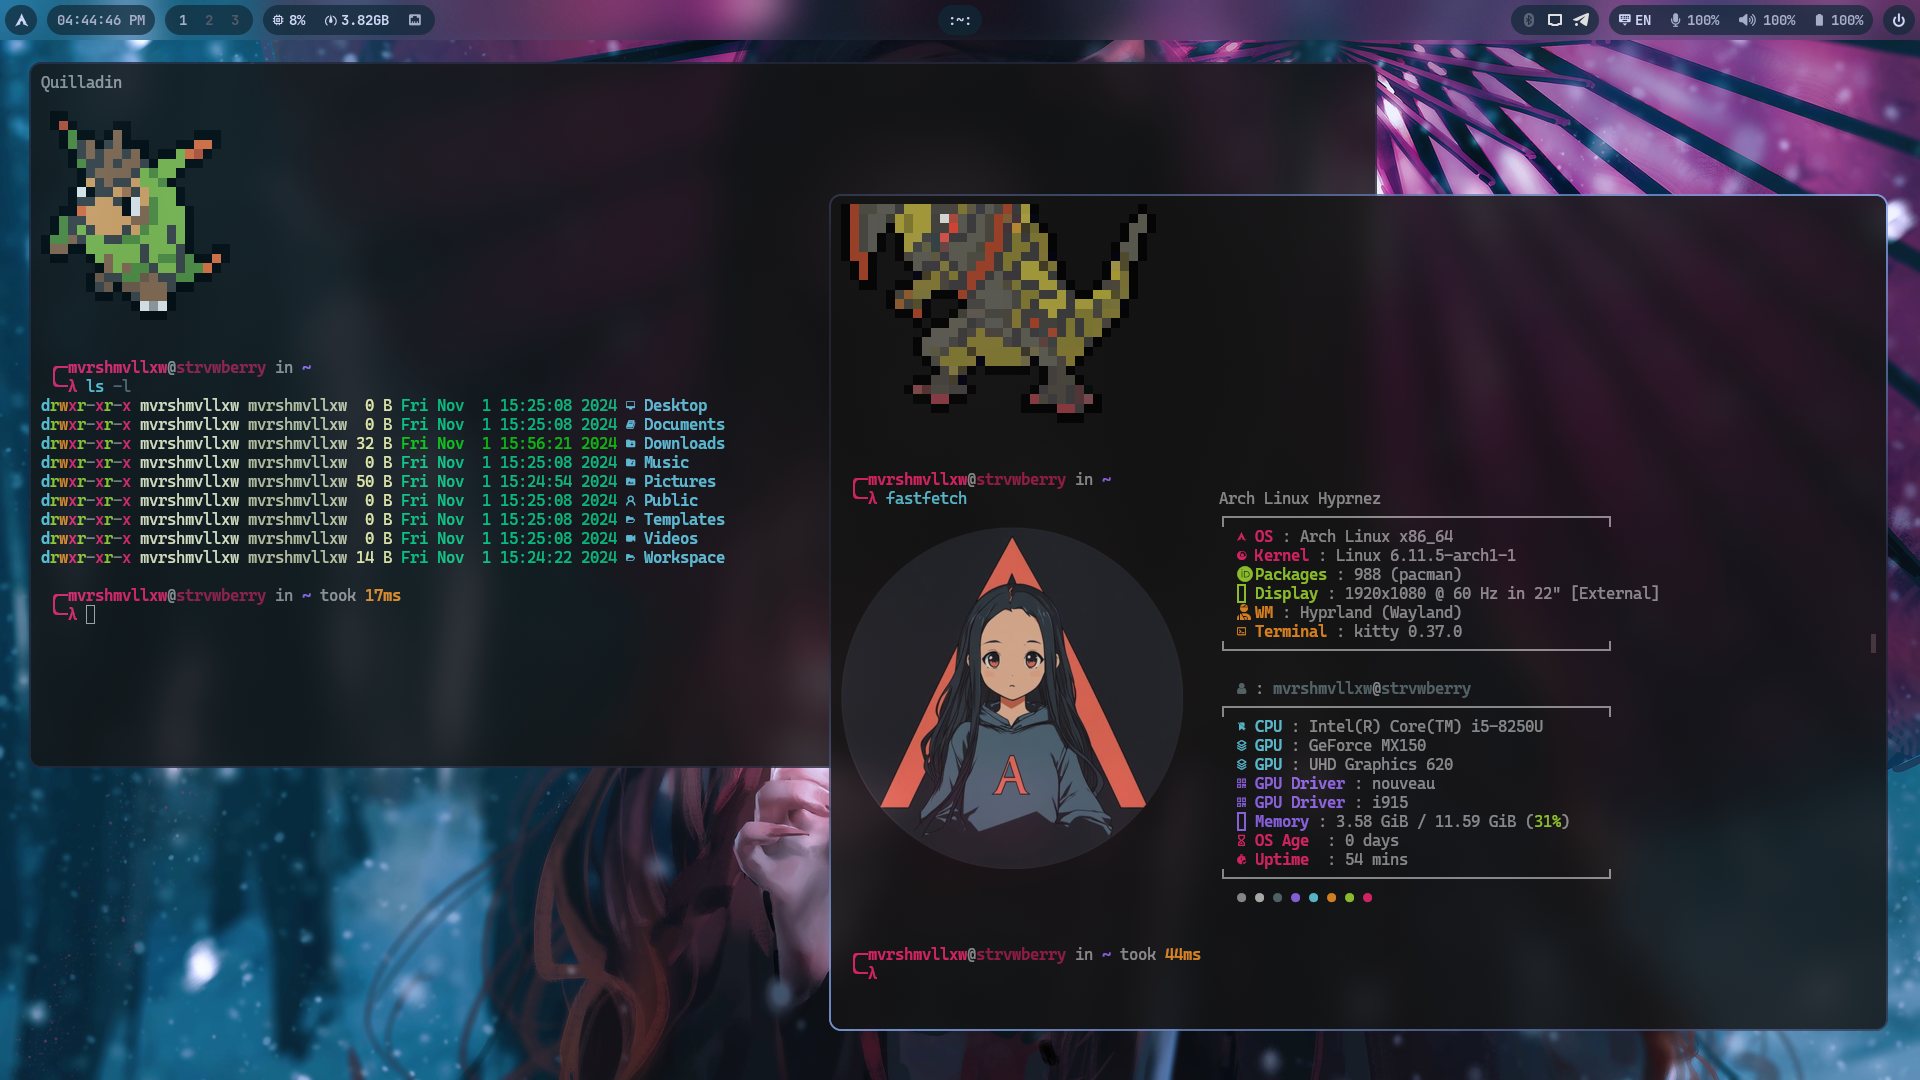 04:44:46 PM 1 2 3 8% 3.82GB :~: EN 100% 100% 100%
Quilladin
mvrshmvllxw@strvwberry in ~
λ ls -l
drwxr-xr-x mvrshmvllxw mvrshmvllxw 0 B Fri Nov 1 15:25:08 2024 Desktop
drwxr-xr-x mvrshmvllxw mvrshmvllxw 0 B Fri Nov 1 15:25:08 2024 Documents
drwxr-xr-x mvrshmvllxw mvrshmvllxw 32 B Fri Nov 1 15:56:21 2024 Downloads
drwxr-xr-x mvrshmvllxw mvrshmvllxw 0 B Fri Nov 1 15:25:08 2024 Music
drwxr-xr-x mvrshmvllxw mvrshmvllxw 50 B Fri Nov 1 15:24:54 2024 Pictures
drwxr-xr-x mvrshmvllxw mvrshmvllxw 0 B Fri Nov 1 15:25:08 2024 Public
drwxr-xr-x mvrshmvllxw mvrshmvllxw 0 B Fri Nov 1 15:25:08 2024 Templates
drwxr-xr-x mvrshmvllxw mvrshmvllxw 0 B Fri Nov 1 15:25:08 2024 Videos
drwxr-xr-x mvrshmvllxw mvrshmvllxw 14 B Fri Nov 1 15:24:22 2024 Workspace
mvrshmvllxw@strvwberry in ~ took 17ms
λ
mvrshmvllxw@strvwberry in ~
λ fastfetch
A
Arch Linux Hyprnez
OS : Arch Linux x86_64
Kernel : Linux 6.11.5-arch1-1
Packages : 988 (pacman)
Display : 1920x1080 @ 60 Hz in 22" [External]
WM : Hyprland (Wayland)
Terminal : kitty 0.37.0
: mvrshmvllxw@strvwberry
CPU : Intel(R) Core(TM) i5-8250U
GPU : GeForce MX150
GPU : UHD Graphics 620
GPU Driver : nouveau
GPU Driver : i915
Memory : 3.58 GiB / 11.59 GiB (31%)
OS Age : 0 days
Uptime : 54 mins
mvrshmvllxw@strvwberry in ~ took 44ms
λ